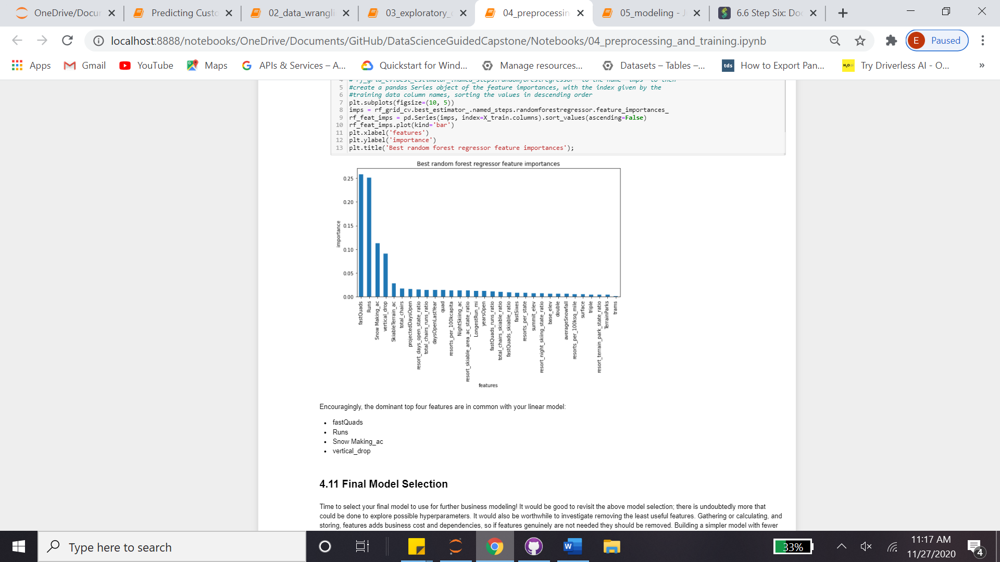 OneDrive/Docur
Predicting Custo
02_data_wrangli
03_exploratory_
04_preprocessin
05_modeling - J
6.6 Step Six: Do
localhost:8888/notebooks/OneDrive/Documents/GitHub/DataScienceGuidedCapstone/Notebooks/04_preprocessing_and_training.ipynb
E Paused
Apps Gmail YouTube Maps APIs & Services – A... Quickstart for Wind... Manage resources... Datasets – Tables –... tds How to Export Pan... H₂O.ai Try Driverless AI - O... »
4 # rf_grid_cv.best_estimator_.named_steps.randomforestregressor to the name imps to then
5 #create a pandas Series object of the feature importances, with the index given by the
6 #training data column names, sorting the values in descending order
7 plt.subplots(figsize=(10, 5))
8 imps = rf_grid_cv.best_estimator_.named_steps.randomforestregressor.feature_importances_
9 rf_feat_imps = pd.Series(imps, index=X_train.columns).sort_values(ascending=False)
10 rf_feat_imps.plot(kind='bar')
11 plt.xlabel('features')
12 plt.ylabel('importance')
13 plt.title('Best random forest regressor feature importances');
Best random forest regressor feature importances
importance
0.25
0.20
0.15
0.10
0.05
0.00
fastQuads
Runs
Snow Making_ac
vertical_drop
SkiableTerrain_ac
total_chairs
projectedDaysOpen
resort_days_open_state_ratio
total_chairs_runs_ratio
daysOpenLastYear
quad
resorts_per_100kcapita
NightSkiing_ac
resort_skiable_area_ac_state_ratio
LongestRun_mi
yearsOpen
fastQuads_runs_ratio
total_chairs_skiable_ratio
fastQuads_skiable_ratio
fastSixes
resorts_per_state
summit_elev
resort_night_skiing_state_ratio
base_elev
double
averageSnowfall
resorts_per_100ksq_mile
surface
triple
resort_terrain_park_state_ratio
TerrainParks
trams
features
Encouragingly, the dominant top four features are in common with your linear model:
• fastQuads
• Runs
• Snow Making_ac
• vertical_drop
4.11 Final Model Selection
Time to select your final model to use for further business modeling! It would be good to revisit the above model selection; there is undoubtedly more that
could be done to explore possible hyperparameters. It would also be worthwhile to investigate removing the least useful features. Gathering or calculating, and
storing, features adds business cost and dependencies, so if features genuinely are not needed they should be removed. Building a simpler model with fewer
Type here to search
W
33%
11:17 AM
11/27/2020
4